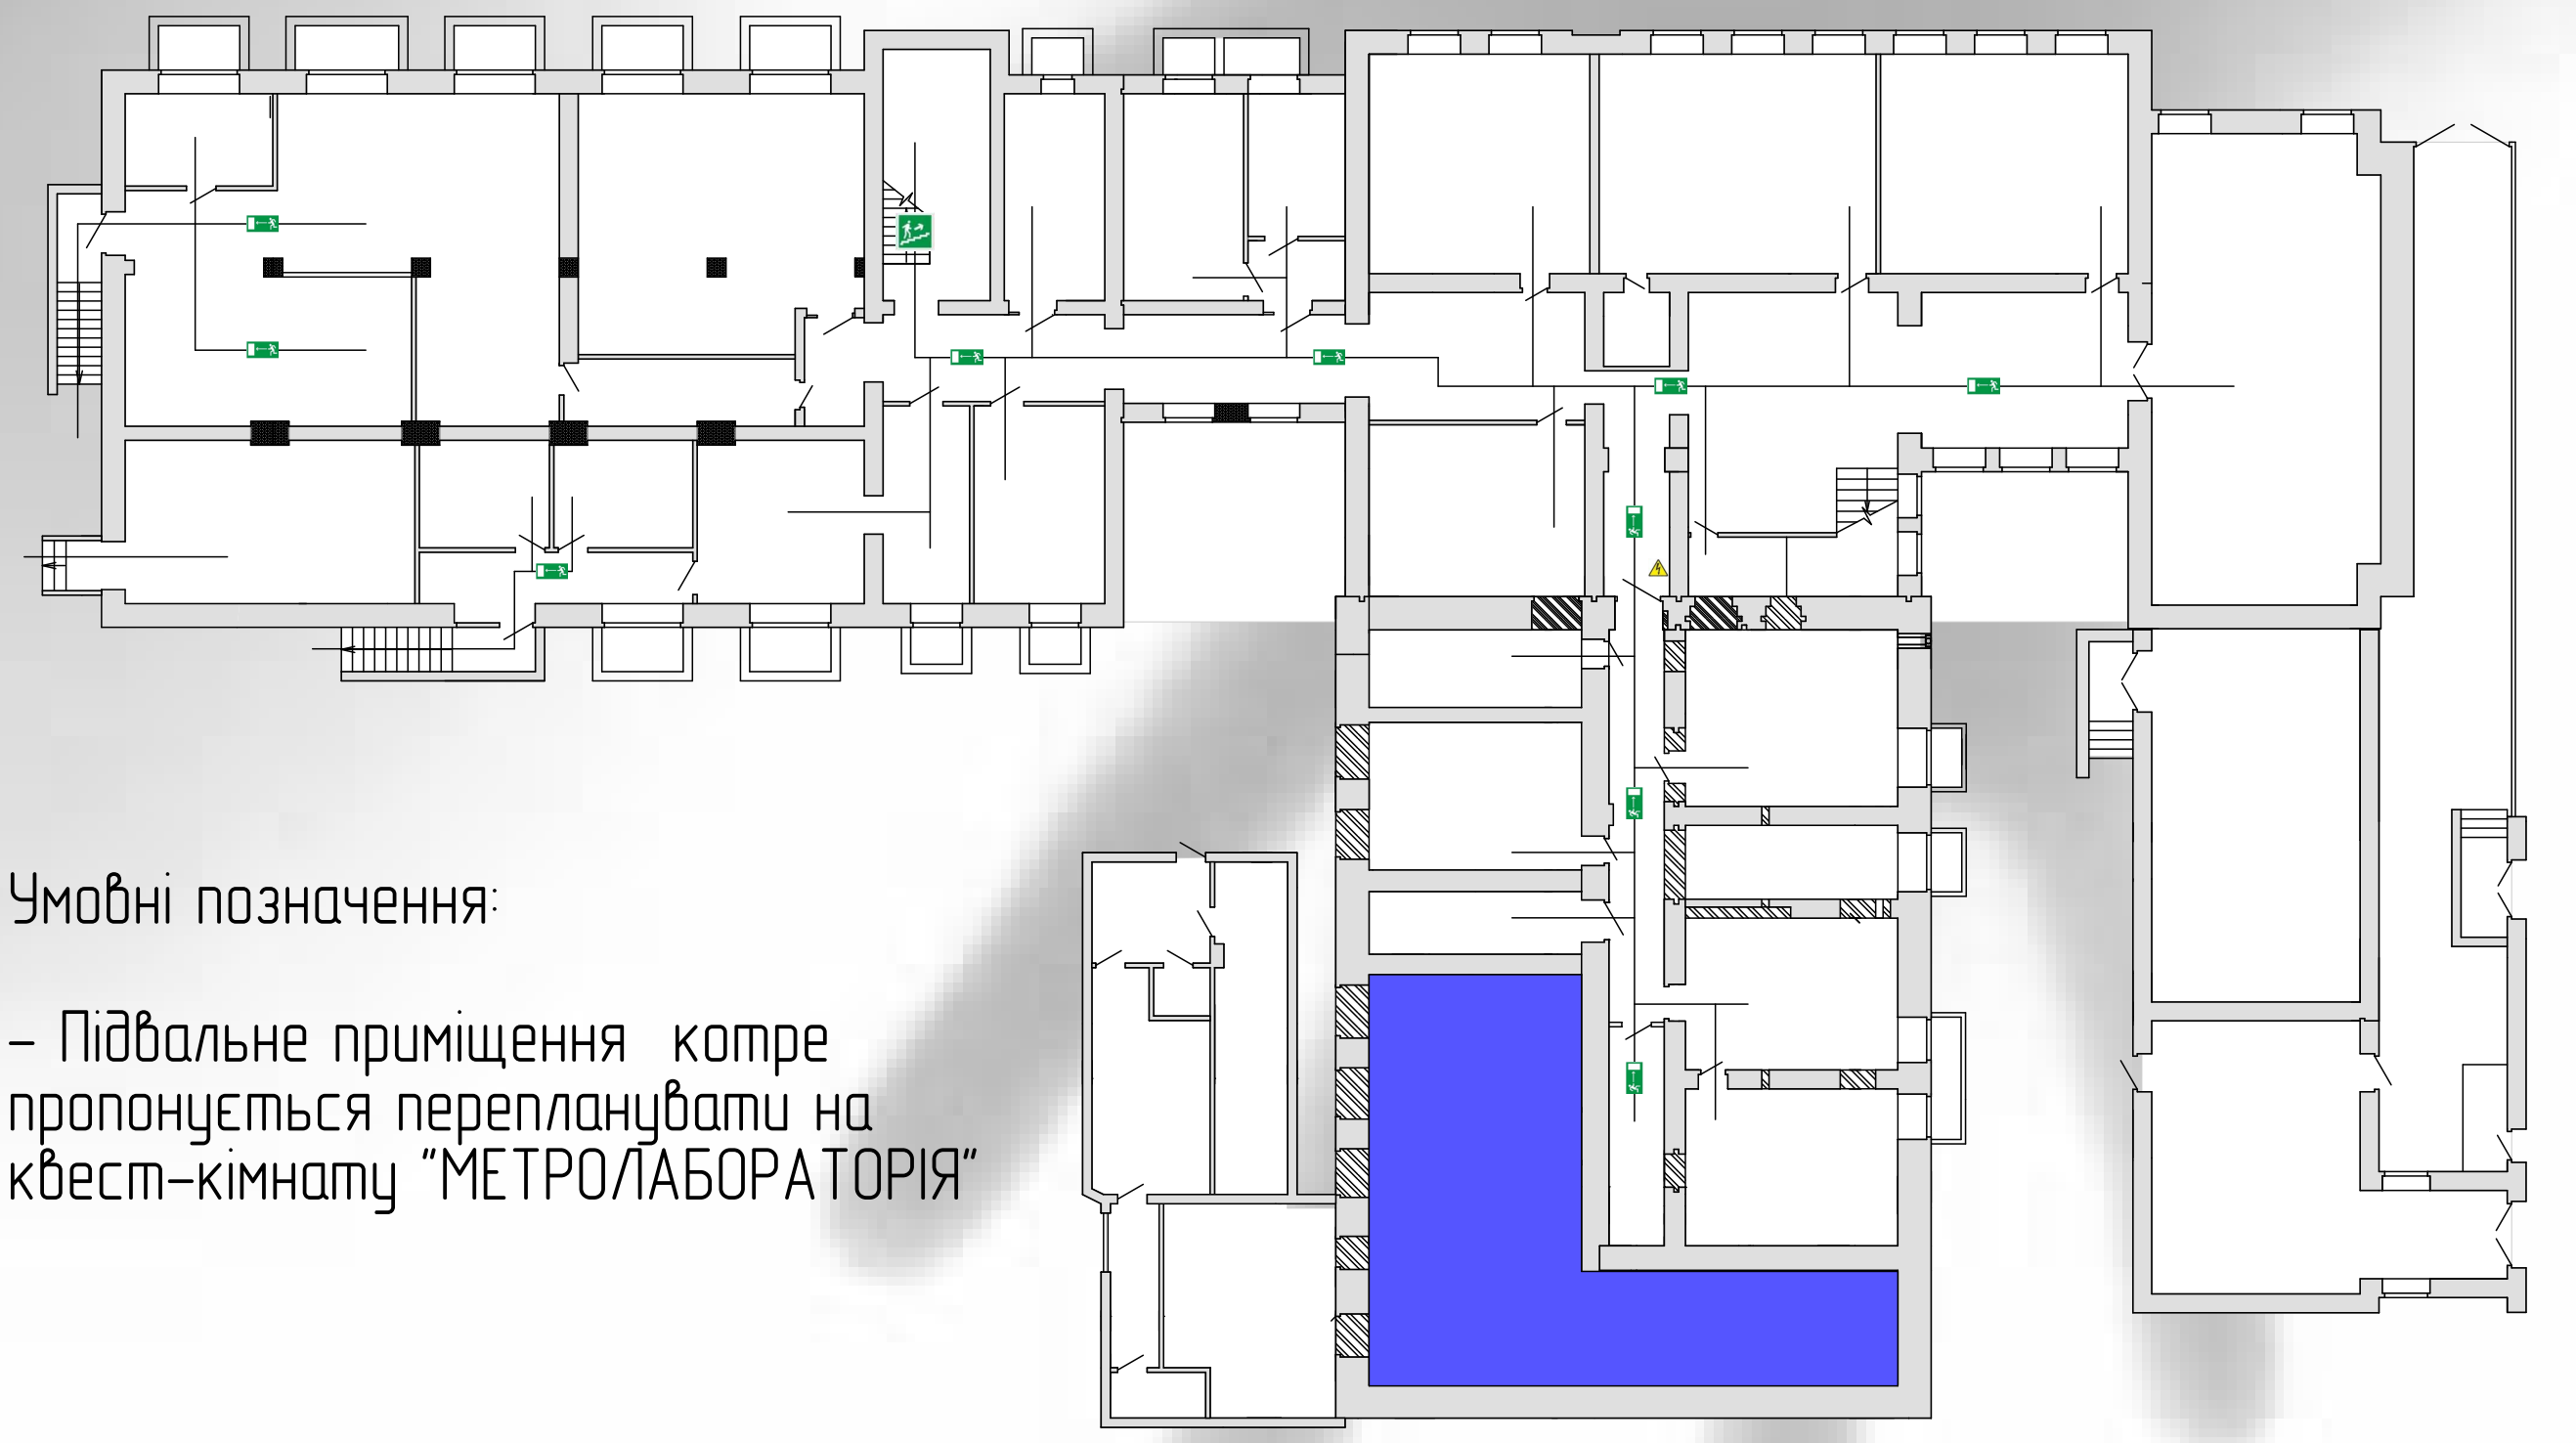 Умовні позначення:
- Підвальне приміщення котре
пропонується перепланувати на
квест-кімнату "МЕТРОЛАБОРАТОРІЯ"